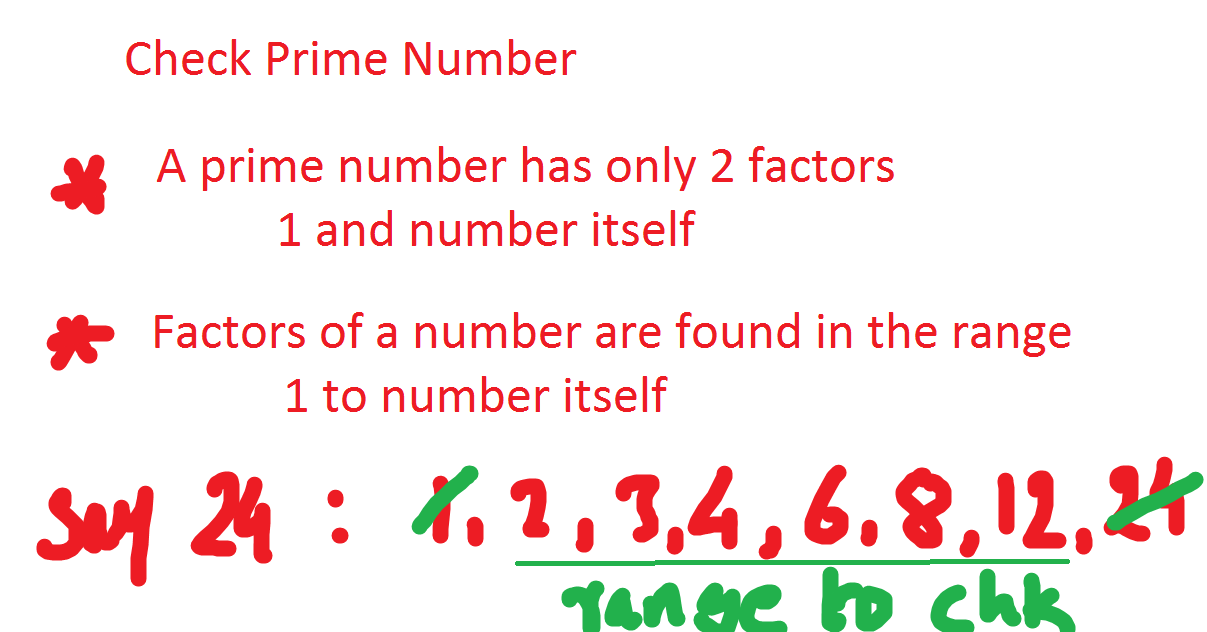 Check Prime Number
A prime number has only 2 factors
1 and number itself
Factors of a number are found in the range
1 to number itself
Say 24 : 1, 2, 3, 4, 6, 8, 12, 24
range to chk